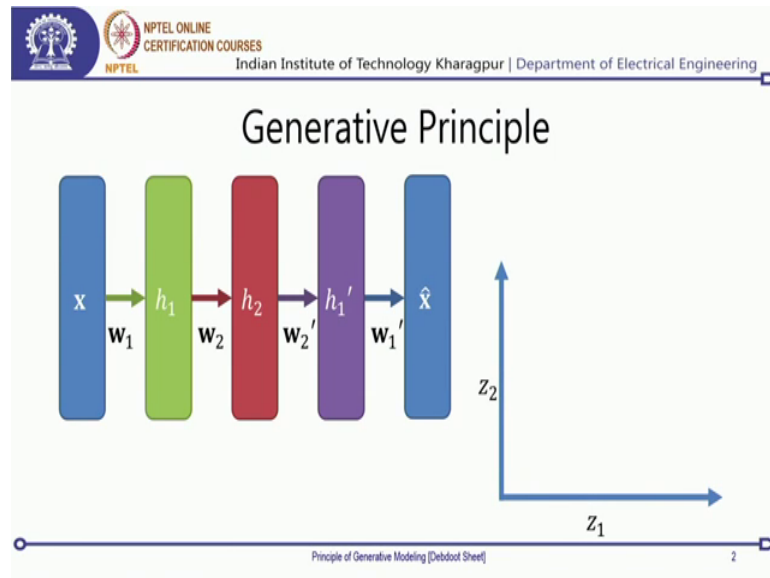 NPTEL ONLINE
CERTIFICATION COURSES
NPTEL
Indian Institute of Technology Kharagpur | Department of Electrical Engineering
Generative Principle
x h₁ h₂ h₁′ x̂
w₁ w₂ w₂′ w₁′
z₂
z₁
Principle of Generative Modeling [Debdoot Sheet]
2